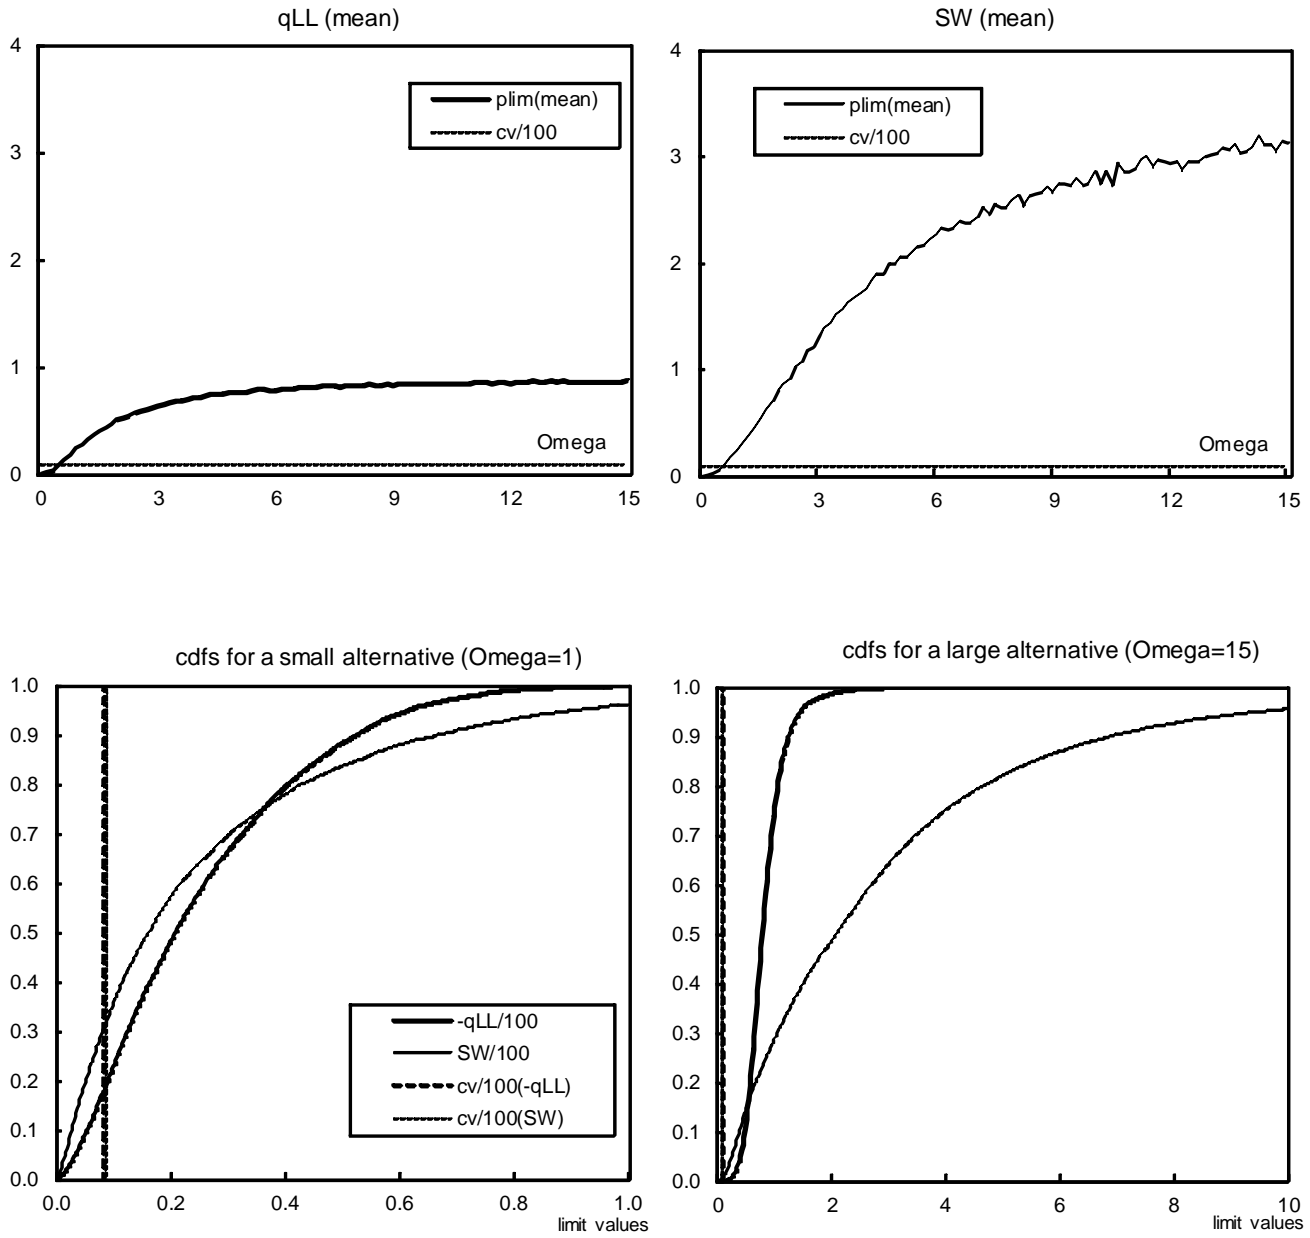 qLL (mean)
4
3
2
1
0
plim(mean)
cv/100
Omega
0 3 6 9 12 15
SW (mean)
4
3
2
1
0
plim(mean)
cv/100
Omega
0 3 6 9 12 15
cdfs for a small alternative (Omega=1)
1.0
0.9
0.8
0.7
0.6
0.5
0.4
0.3
0.2
0.1
0.0
-qLL/100
SW/100
cv/100(-qLL)
cv/100(SW)
0.0 0.2 0.4 0.6 0.8 1.0
limit values
cdfs for a large alternative (Omega=15)
1.0
0.9
0.8
0.7
0.6
0.5
0.4
0.3
0.2
0.1
0.0
0 2 4 6 8 10
limit values